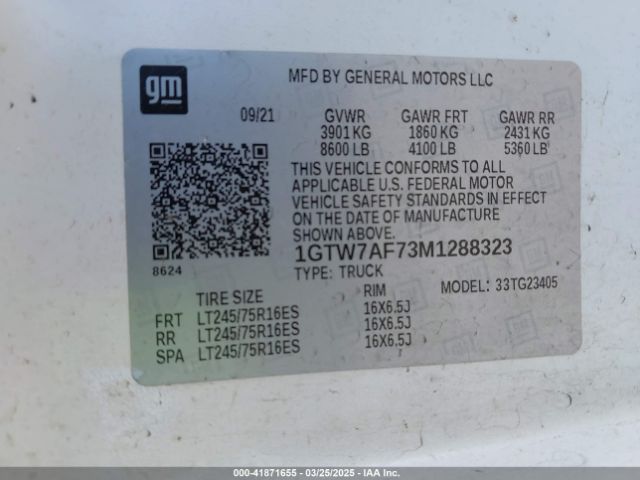 gm
MFD BY GENERAL MOTORS LLC
09/21 GVWR GAWR FRT GAWR RR
3901 KG 1860 KG 2431 KG
8600 LB 4100 LB 5360 LB
THIS VEHICLE CONFORMS TO ALL
APPLICABLE U.S. FEDERAL MOTOR
VEHICLE SAFETY STANDARDS IN EFFECT
ON THE DATE OF MANUFACTURE
SHOWN ABOVE.
8624
1GTW7AF73M1288323
TYPE: TRUCK MODEL: 33TG23405
TIRE SIZE RIM
FRT LT245/75R16ES 16X6.5J
RR LT245/75R16ES 16X6.5J
SPA LT245/75R16ES 16X6.5J
000-41871655 — 03/25/2025 — IAA Inc.